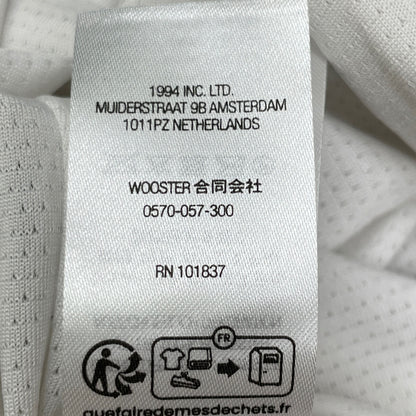 1994 INC. LTD.
MUIDERSTRAAT 9B AMSTERDAM
1011PZ NETHERLANDS
WOOSTER 合同会社
0570-057-300
RN 101837
FR
quefairedemesdechets.fr